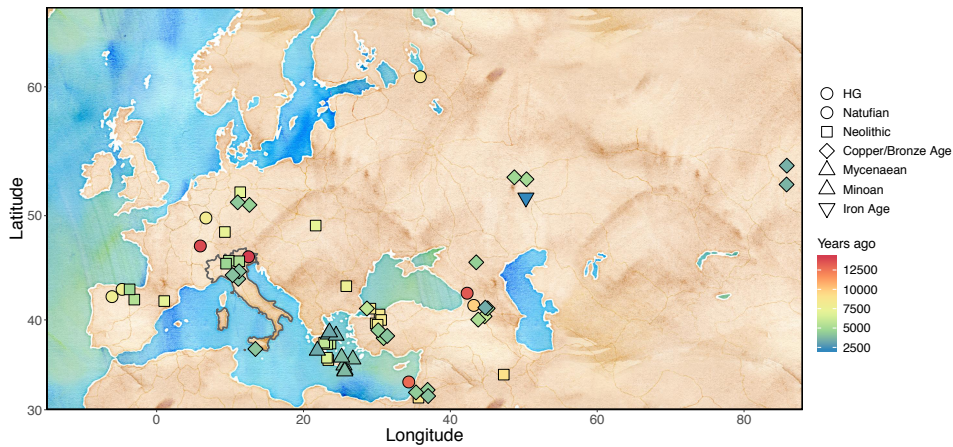 60
50
40
30
Latitude
0
20
40
60
80
Longitude
HG
Natufian
Neolithic
Copper/Bronze Age
Mycenaean
Minoan
Iron Age
Years ago
12500
10000
7500
5000
2500